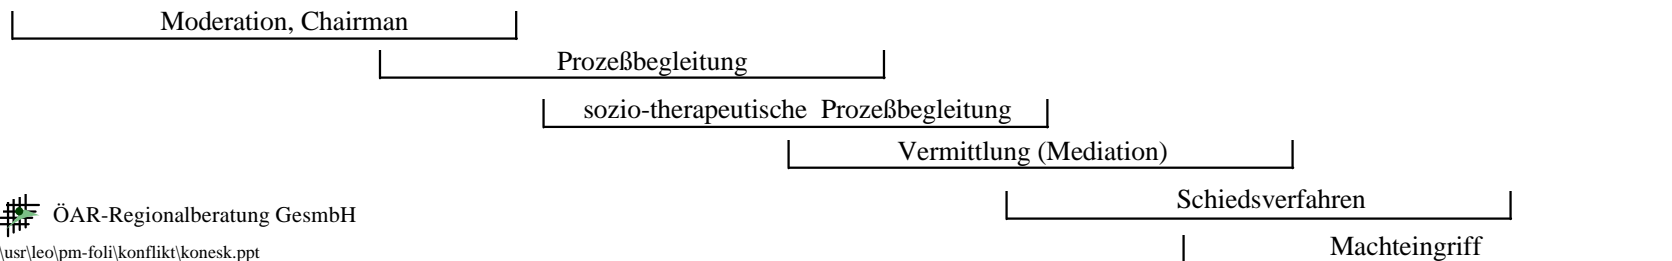 Moderation, Chairman
Prozeßbegleitung
sozio-therapeutische Prozeßbegleitung
Vermittlung (Mediation)
Schiedsverfahren
ÖAR-Regionalberatung GesmbH
Machteingriff
\usr\leo\pm-foli\konflikt\konesk.ppt